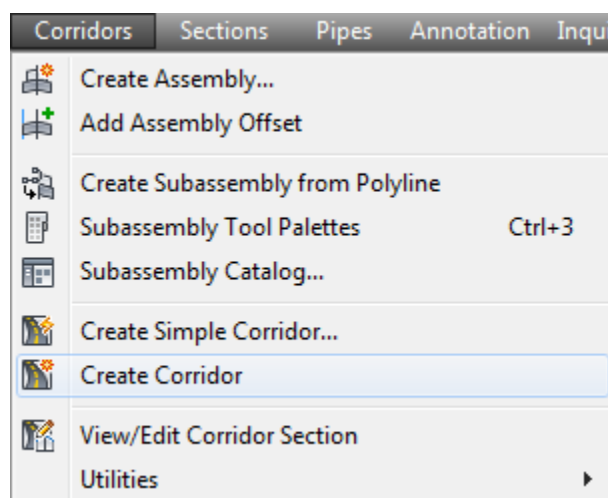 Corridors Sections Pipes Annotation Inqu
Create Assembly...
Add Assembly Offset
Create Subassembly from Polyline
Subassembly Tool Palettes Ctrl+3
Subassembly Catalog...
Create Simple Corridor...
Create Corridor
View/Edit Corridor Section
Utilities